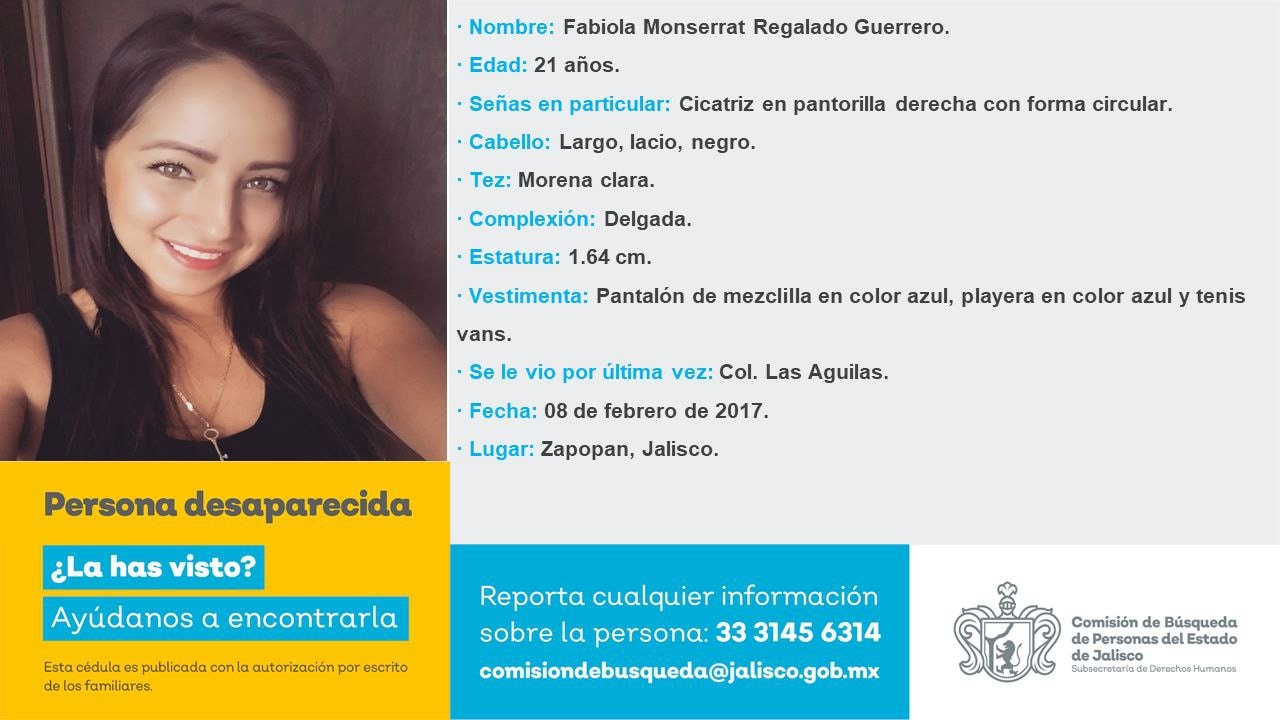 · Nombre: Fabiola Monserrat Regalado Guerrero.
· Edad: 21 años.
· Señas en particular: Cicatriz en pantorilla derecha con forma circular.
· Cabello: Largo, lacio, negro.
· Tez: Morena clara.
· Complexión: Delgada.
· Estatura: 1.64 cm.
· Vestimenta: Pantalón de mezclilla en color azul, playera en color azul y tenis
vans.
· Se le vio por última vez: Col. Las Aguilas.
· Fecha: 08 de febrero de 2017.
· Lugar: Zapopan, Jalisco.
Persona desaparecida
¿La has visto?
Ayúdanos a encontrarla
Esta cédula es publicada con la autorización por escrito
de los familiares.
Reporta cualquier información
sobre la persona: 33 3145 6314
comisiondebusqueda@jalisco.gob.mx
Comisión de Búsqueda
de Personas del Estado
de Jalisco
Subsecretaría de Derechos Humanos